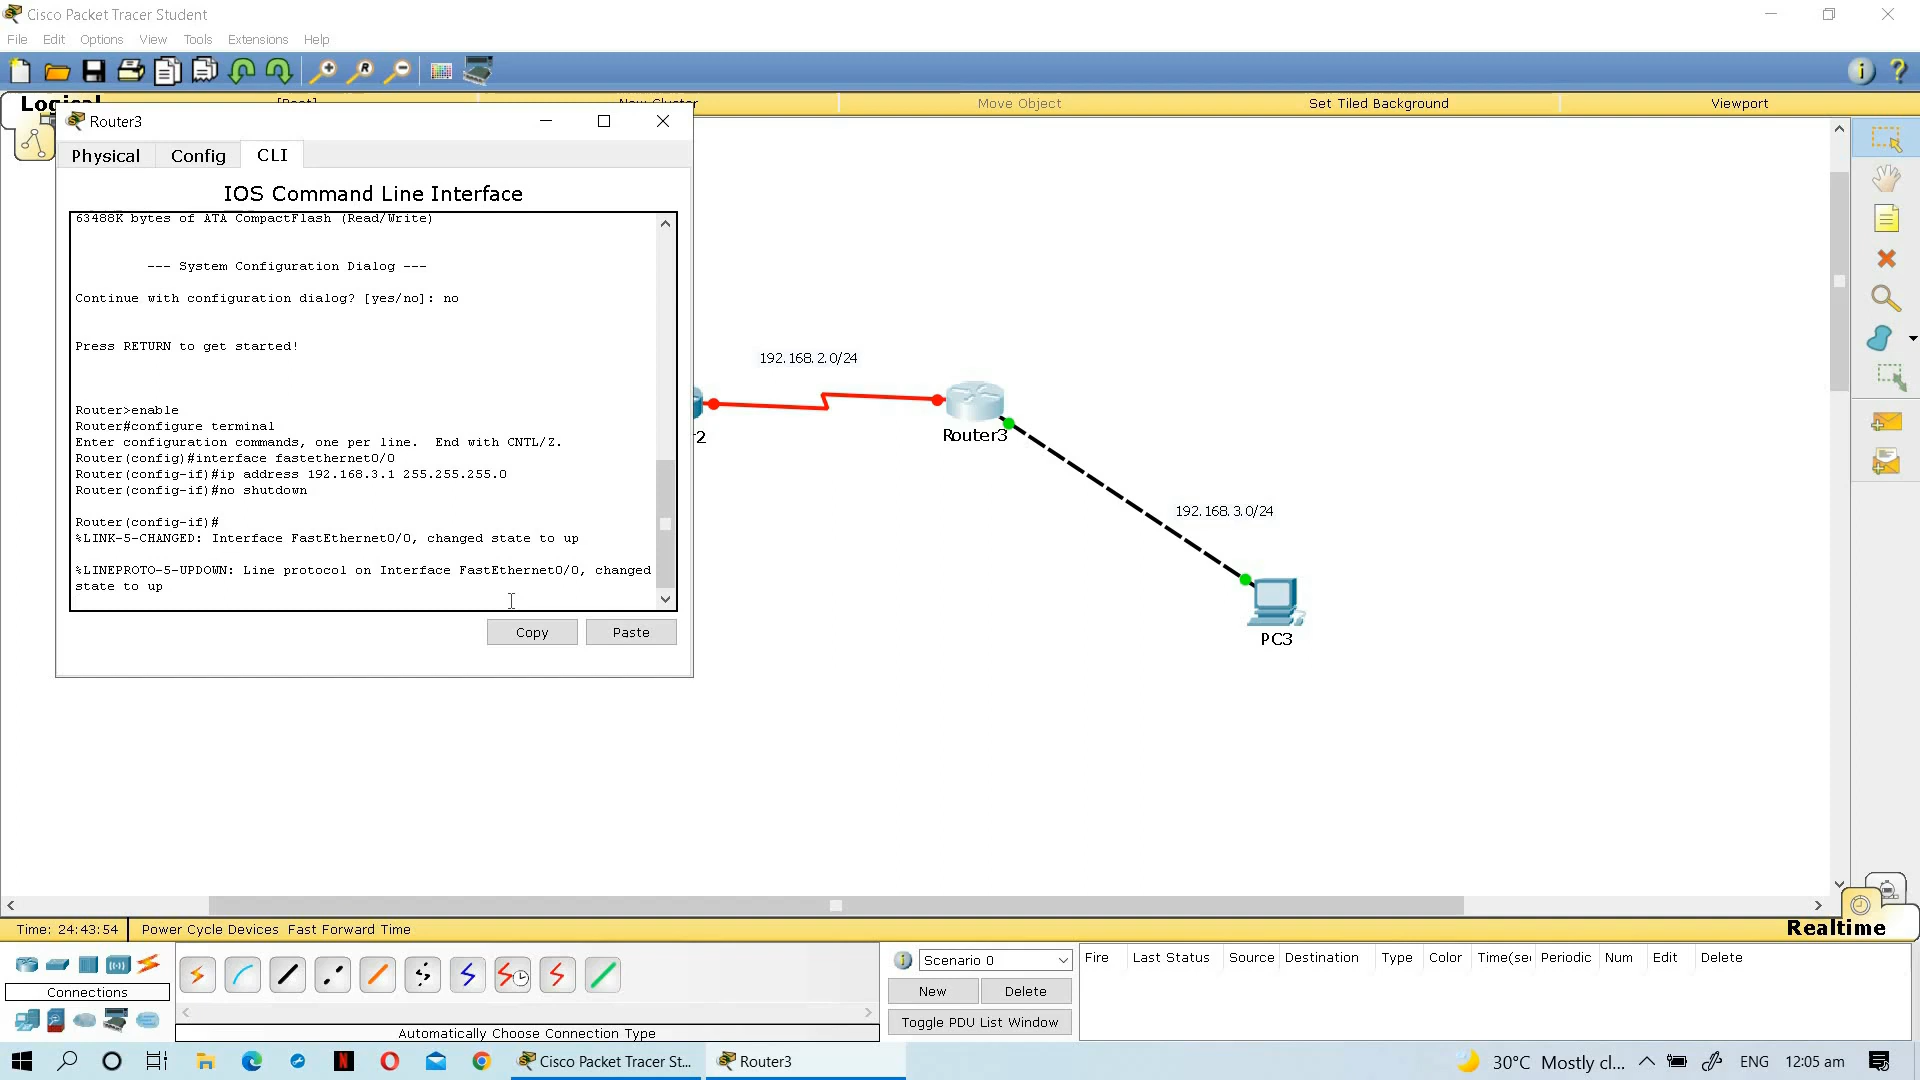 Cisco Packet Tracer Student
File Edit Options View Tools Extensions Help
Logical [Root] New Cluster Move Object Set Tiled Background Viewport
Router3
Physical Config CLI
IOS Command Line Interface
63488K bytes of ATA CompactFlash (Read/Write)
--- System Configuration Dialog ---
Continue with configuration dialog? [yes/no]: no
Press RETURN to get started!
Router>enable
Router#configure terminal
Enter configuration commands, one per line.  End with CNTL/Z.
Router(config)#interface fastethernet0/0
Router(config-if)#ip address 192.168.3.1 255.255.255.0
Router(config-if)#no shutdown
Router(config-if)#
%LINK-5-CHANGED: Interface FastEthernet0/0, changed state to up
%LINEPROTO-5-UPDOWN: Line protocol on Interface FastEthernet0/0, changed
state to up
Copy Paste
192.168.2.0/24
r2
Router3
192.168.3.0/24
PC3
Time: 24:43:54 Power Cycle Devices Fast Forward Time Realtime
Connections
Automatically Choose Connection Type
Scenario 0
New Delete
Toggle PDU List Window
Fire Last Status Source Destination Type Color Time(se Periodic Num Edit Delete
Cisco Packet Tracer St... Router3 30°C Mostly cl... ENG 12:05 am